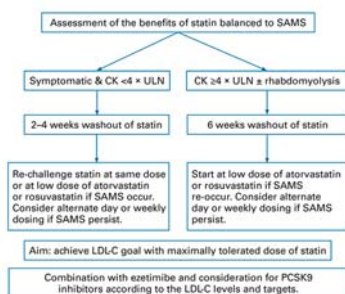 Assessment of the benefits of statin balanced to SAMS
Symptomatic & CK <4 × ULN
CK ≥4 × ULN ± rhabdomyolysis
2–4 weeks washout of statin
6 weeks washout of statin
Re-challenge statin at same dose
or at low dose of atorvastatin
or rosuvastatin if SAMS occur.
Consider alternate day or weekly
dosing if SAMS persist.
Start at low dose of atorvastatin
or rosuvastatin if SAMS
re-occur. Consider alternate
day or weekly dosing if SAMS
persist.
Aim: achieve LDL-C goal with maximally tolerated dose of statin
Combination with ezetimibe and consideration for PCSK9
inhibitors according to the LDL-C levels and targets.